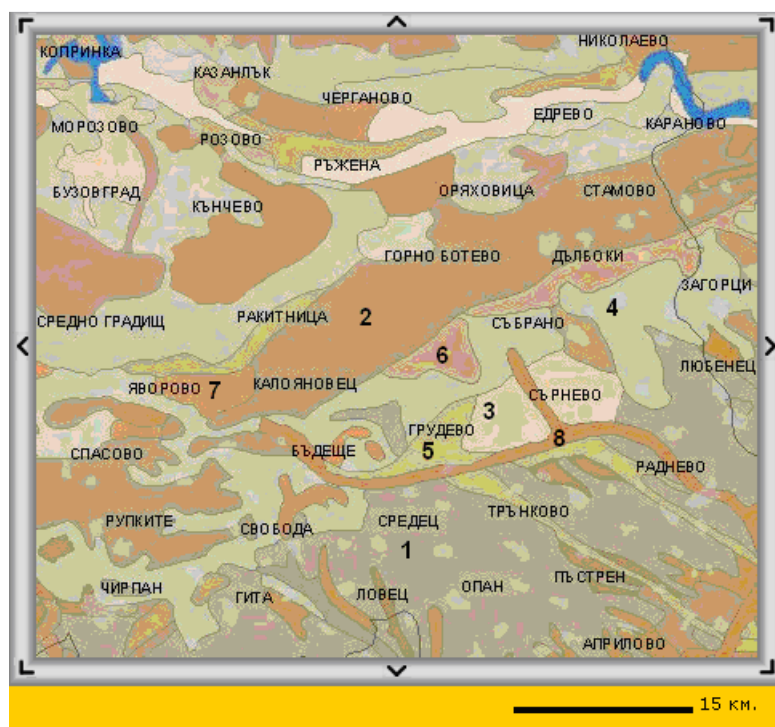 НИКОЛАЕВО
КОПРИНКА
КАЗАНЛЪК
ЧЕРГАНОВО
ЕДРЕВО
КАРАНОВО
МОРОЗОВО
РОЗОВО
РЪЖЕНА
БУЗОВГРАД
ОРЯХОВИЦА
СТАМОВО
КЪНЧЕВО
ГОРНО БОТЕВО
ДЪЛБОКИ
ЗАГОРЦИ
СРЕДНО ГРАДИЩ
РАКИТНИЦА
2
СЪБРАНО
4
6
ЛЮБЕНЕЦ
ЯВОРОВО
7
КАЛОЯНОВЕЦ
СЪРНЕВО
3
ГРУДЕВО
8
СПАСОВО
БЪДЕЩЕ
5
РАДНЕВО
РУПКИТЕ
СВОБОДА
СРЕДЕЦ
ТРЪНКОВО
1
ЧИРПАН
ГИТА
ЛОВЕЦ
ОПАН
ПЪСТРЕН
АПРИЛОВО
15 км.